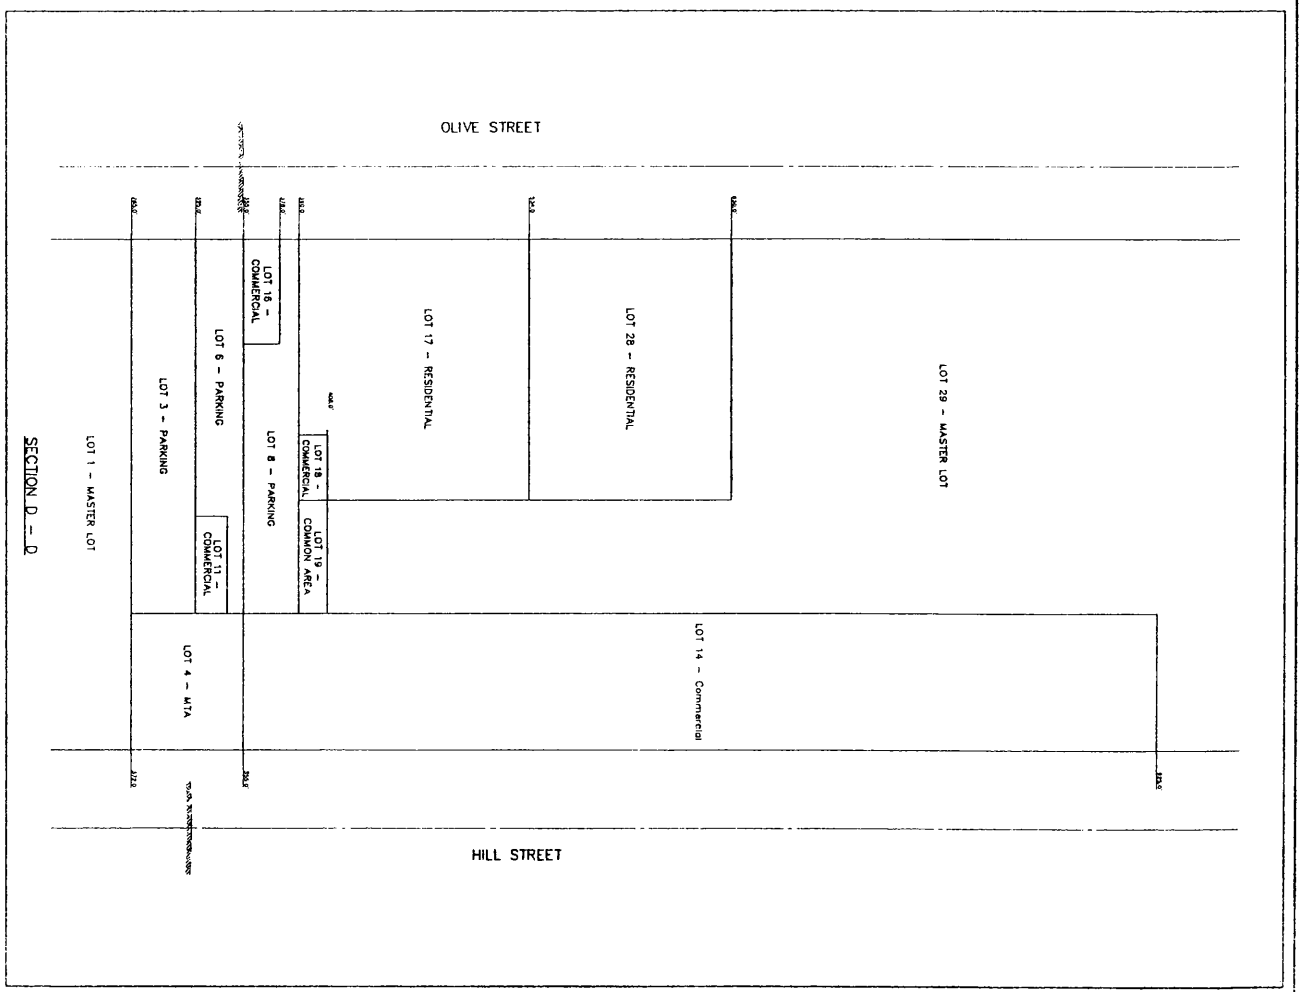 OLIVE STREET
LOT 16 -
COMMERCIAL
LOT 6 - PARKING
LOT 3 - PARKING
LOT 1 - MASTER LOT
SECTION D - D
LOT 8 - PARKING
LOT 11 -
COMMERCIAL
LOT 17 - RESIDENTIAL
LOT 28 - RESIDENTIAL
LOT 29 - MASTER LOT
LOT 18 -
COMMERCIAL
LOT 19 -
COMMON AREA
LOT 4 - MTA
LOT 14 - Commercial
HILL STREET